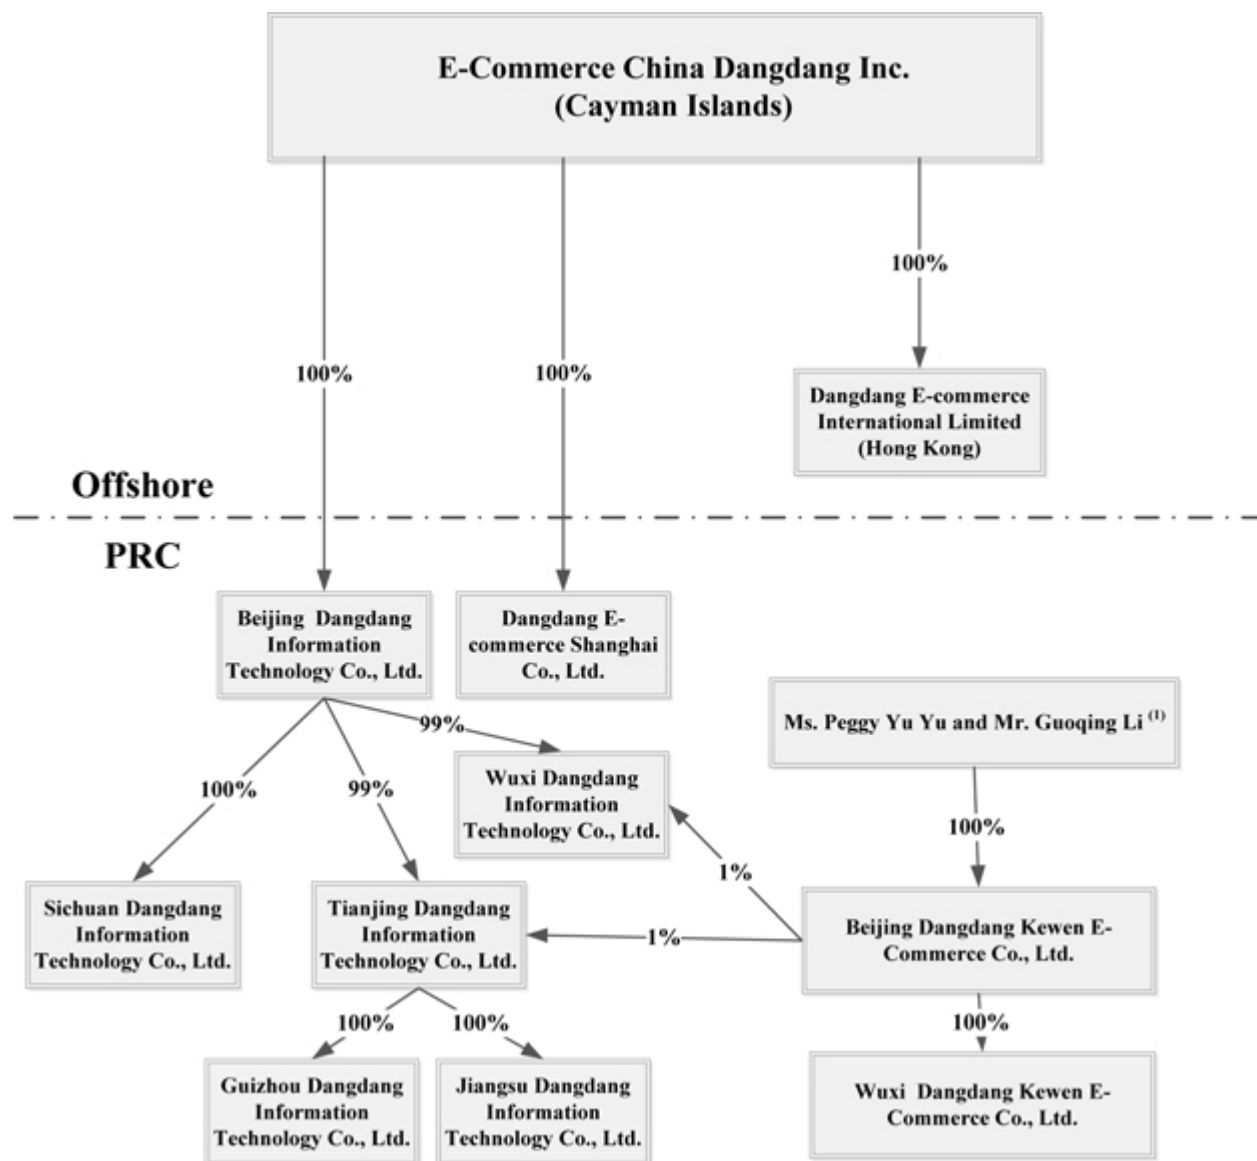 E-Commerce China Dangdang Inc.
(Cayman Islands)
100%
100%
100%
Dangdang E-commerce
International Limited
(Hong Kong)
Offshore
PRC
Beijing Dangdang
Information
Technology Co., Ltd.
Dangdang E-
commerce Shanghai
Co., Ltd.
Ms. Peggy Yu Yu and Mr. Guoqing Li (1)
99%
100%
99%
Wuxi Dangdang
Information
Technology Co., Ltd.
100%
1%
Sichuan Dangdang
Information
Technology Co., Ltd.
Tianjing Dangdang
Information
Technology Co., Ltd.
1%
Beijing Dangdang Kewen E-
Commerce Co., Ltd.
100%
100%
100%
Guizhou Dangdang
Information
Technology Co., Ltd.
Jiangsu Dangdang
Information
Technology Co., Ltd.
Wuxi Dangdang Kewen E-
Commerce Co., Ltd.